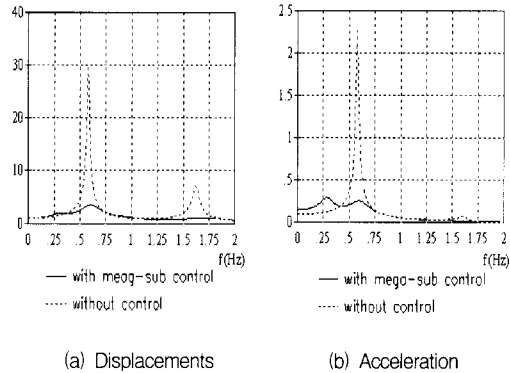 40
30
20
10
0
0 .25 .5 .75 1 1.25 1.5 1.75 2
f(Hz)
with meag-sub control
without control
(a) Displacements
2.5
2
1.5
1
.5
0
0 .25 .5 .75 1 1.25 1.5 1.75 2
f(Hz)
with mega-sub control
without control
(b) Acceleration